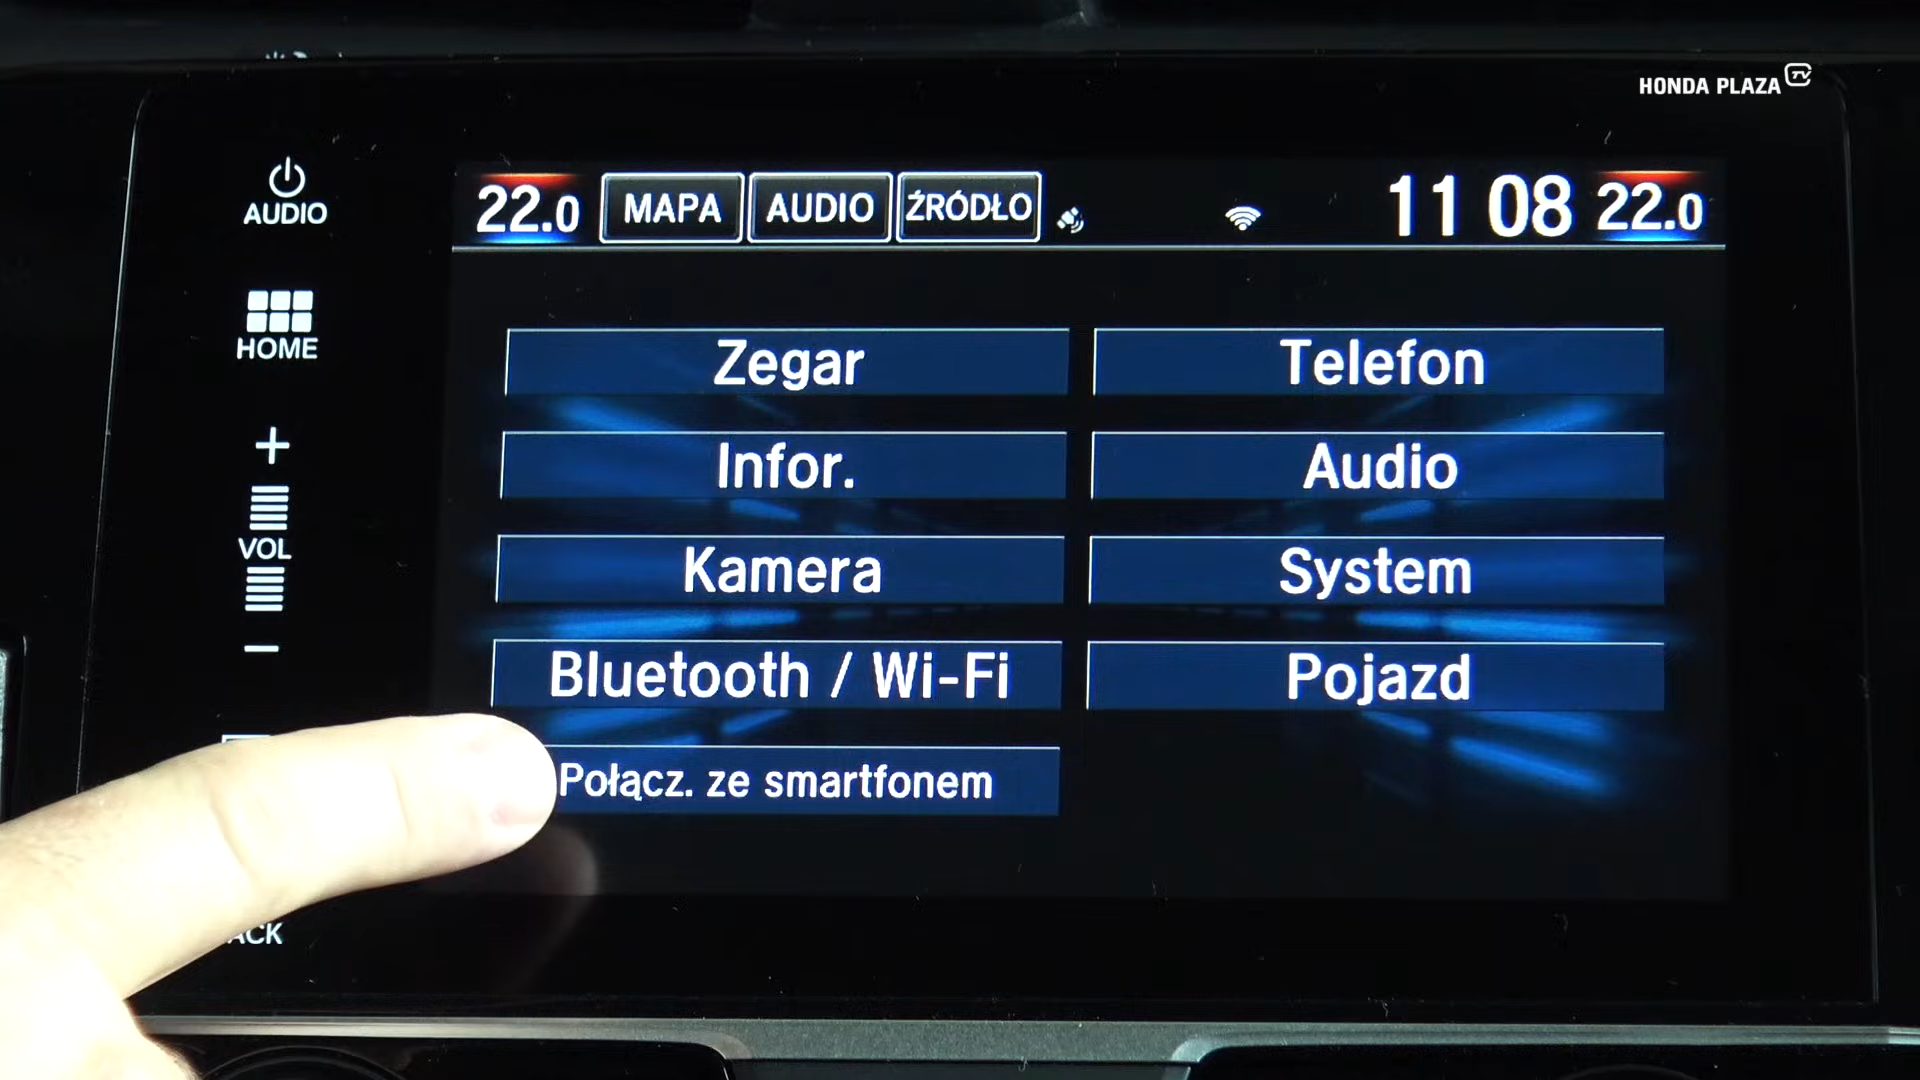 HONDA PLAZA TV
AUDIO
22.0 MAPA AUDIO ŹRÓDŁO 11 08 22.0
HOME
Zegar Telefon
+
Infor. Audio
VOL
Kamera System
−
Bluetooth / Wi-Fi Pojazd
Połącz. ze smartfonem
ACK